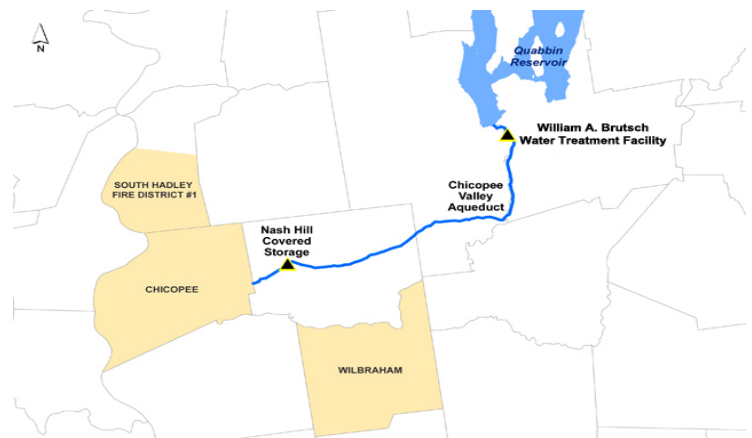 N
Quabbin
Reservoir
William A. Brutsch
Water Treatment Facility
SOUTH HADLEY
FIRE DISTRICT #1
Chicopee
Valley
Aqueduct
Nash Hill
Covered
Storage
CHICOPEE
WILBRAHAM